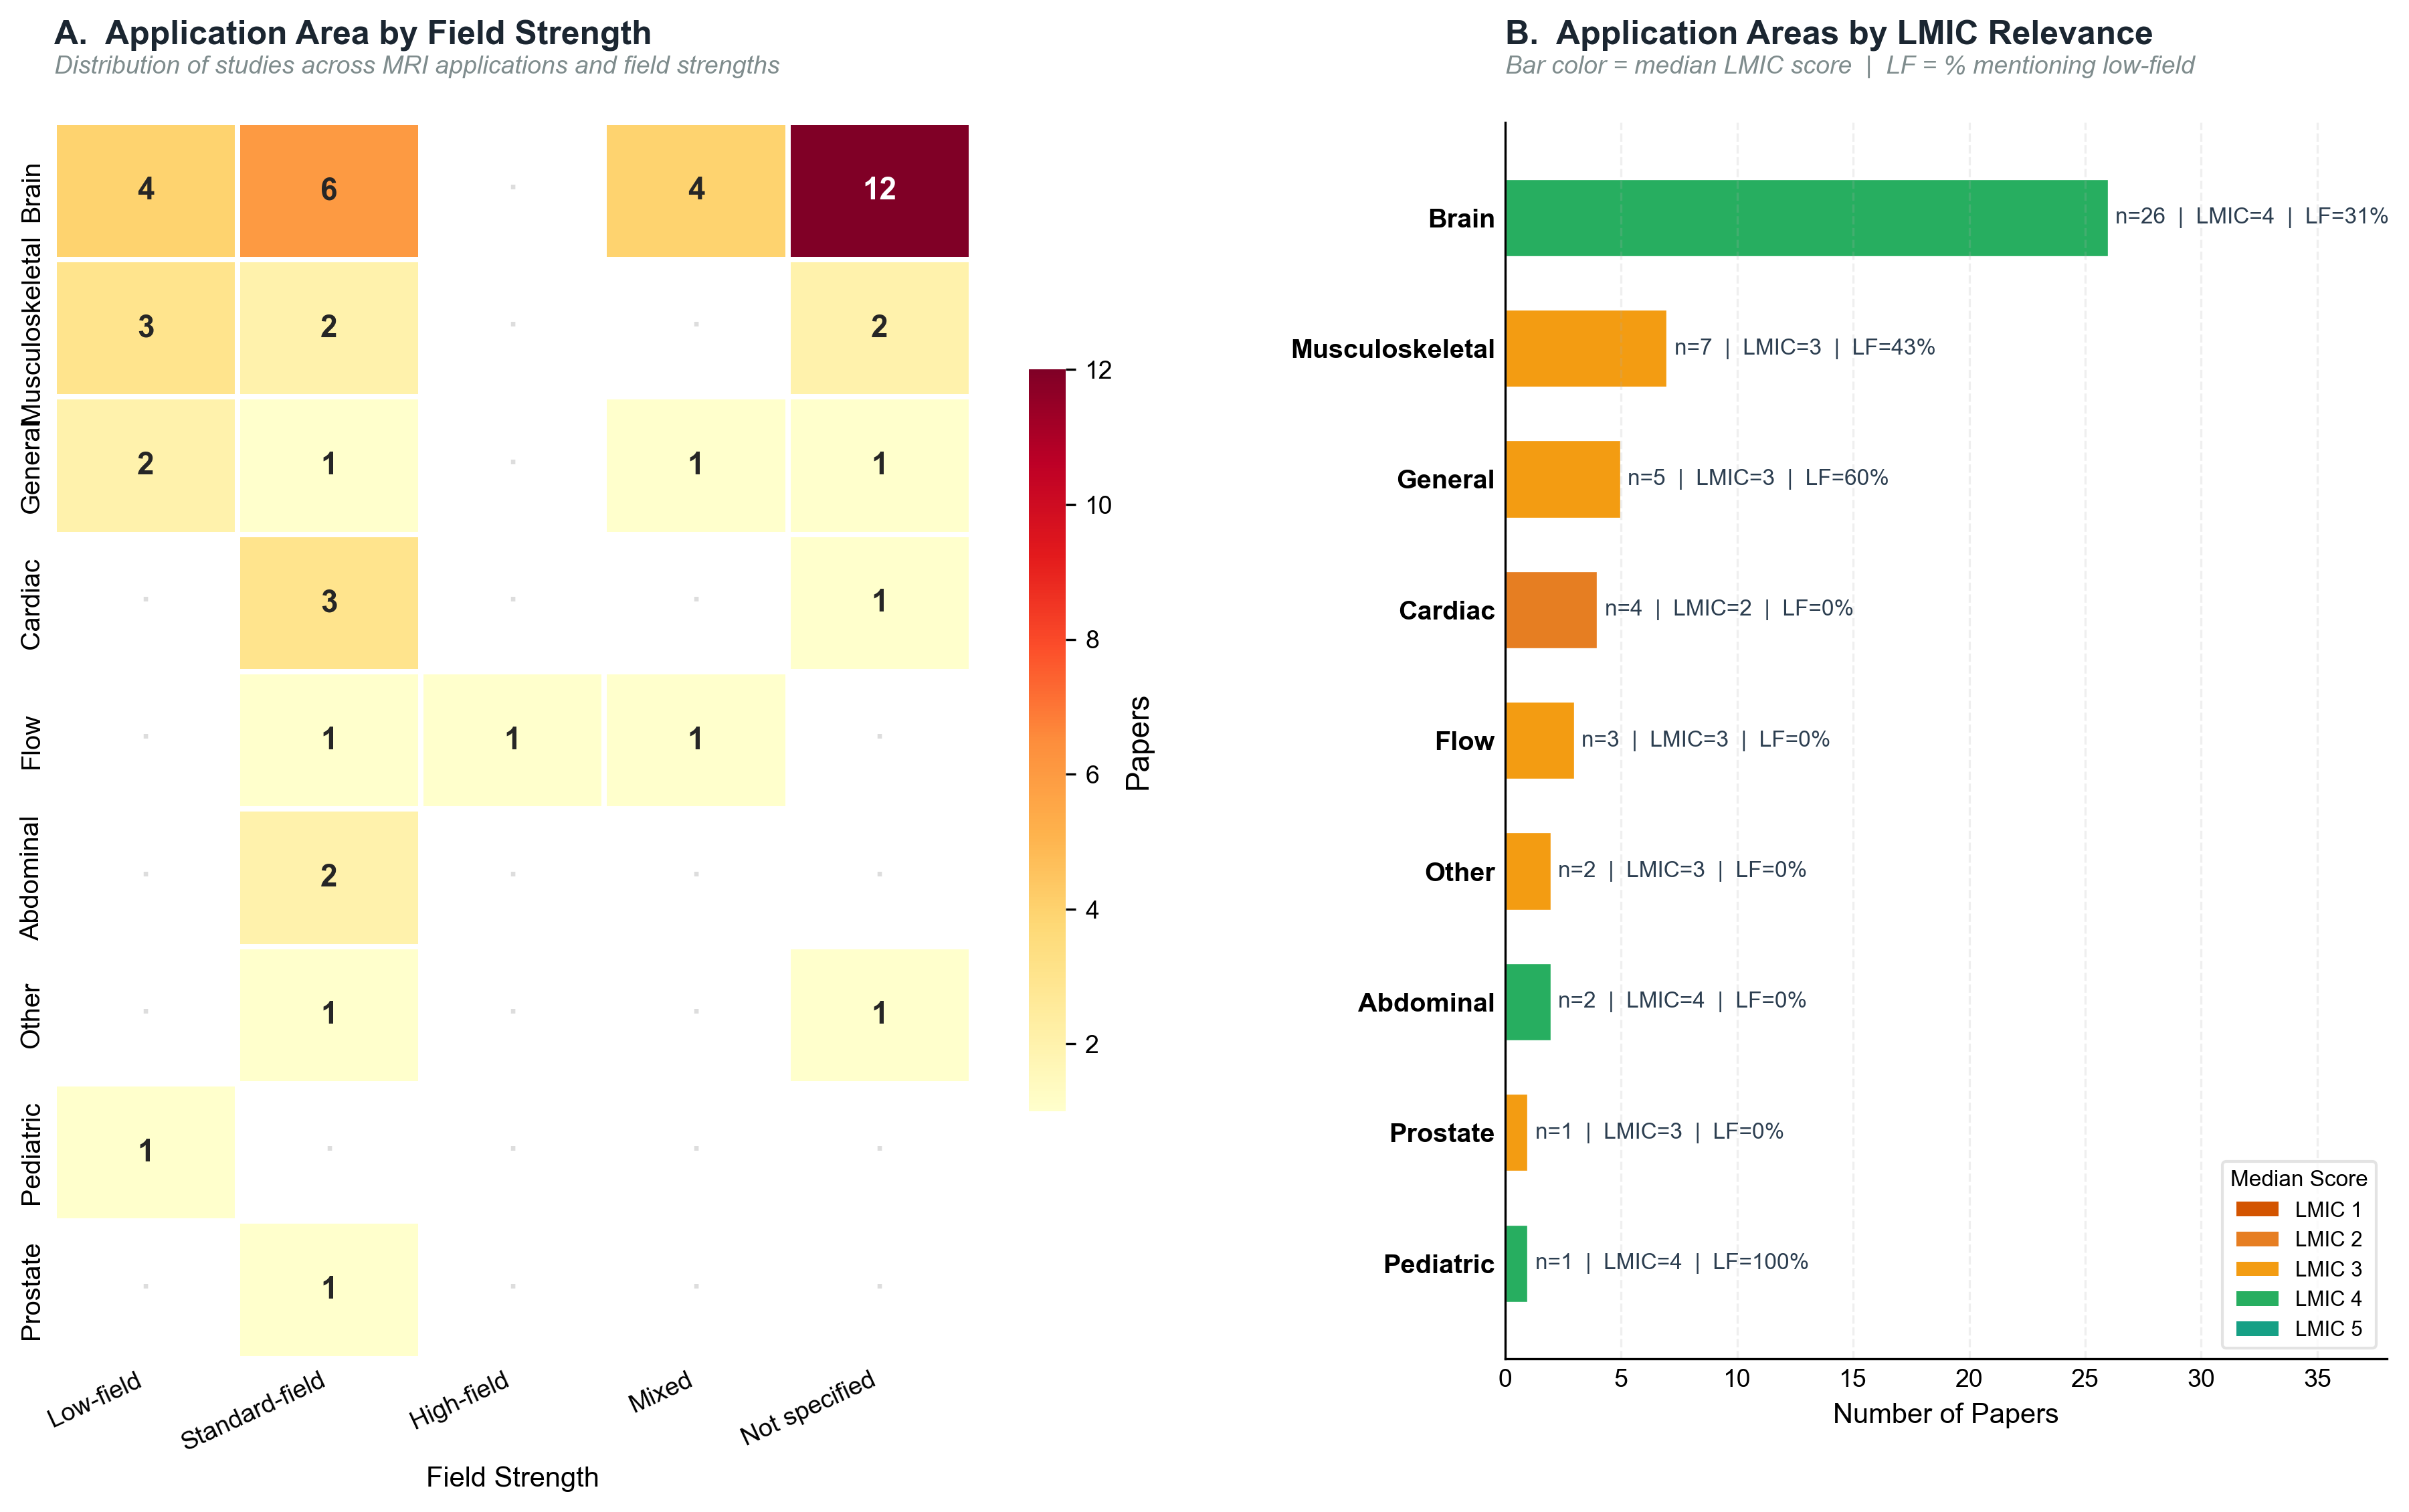 A.  Application Area by Field Strength
Distribution of studies across MRI applications and field strengths
Brain
4 6 · 4 12
Musculoskeletal
3 2 · · 2
General
2 1 · 1 1
Cardiac
· 3 · · 1
Flow
· 1 1 1 ·
Abdominal
· 2 · · ·
Other
· 1 · · 1
Pediatric
1 · · · ·
Prostate
· 1 · · ·
Low-field
Standard-field
High-field
Mixed
Not specified
Field Strength
12
10
8
6
4
2
Papers
B.  Application Areas by LMIC Relevance
Bar color = median LMIC score | LF = % mentioning low-field
Brain
n=26 | LMIC=4 | LF=31%
Musculoskeletal
n=7 | LMIC=3 | LF=43%
General
n=5 | LMIC=3 | LF=60%
Cardiac
n=4 | LMIC=2 | LF=0%
Flow
n=3 | LMIC=3 | LF=0%
Other
n=2 | LMIC=3 | LF=0%
Abdominal
n=2 | LMIC=4 | LF=0%
Prostate
n=1 | LMIC=3 | LF=0%
Pediatric
n=1 | LMIC=4 | LF=100%
Median Score
LMIC 1
LMIC 2
LMIC 3
LMIC 4
LMIC 5
0 5 10 15 20 25 30 35
Number of Papers